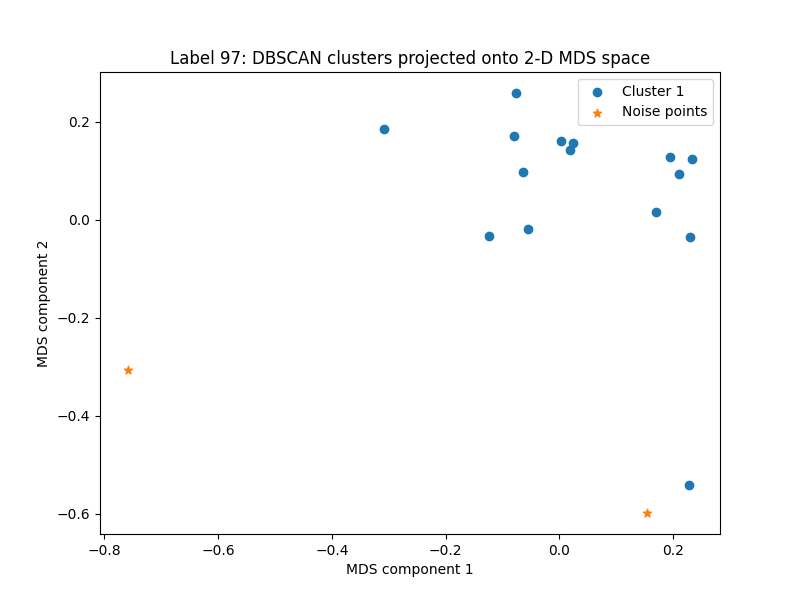 Label 97: DBSCAN clusters projected onto 2-D MDS space
Cluster 1
Noise points
0.2
0.0
−0.2
−0.4
−0.6
MDS component 2
−0.8
−0.6
−0.4
−0.2
0.0
0.2
MDS component 1